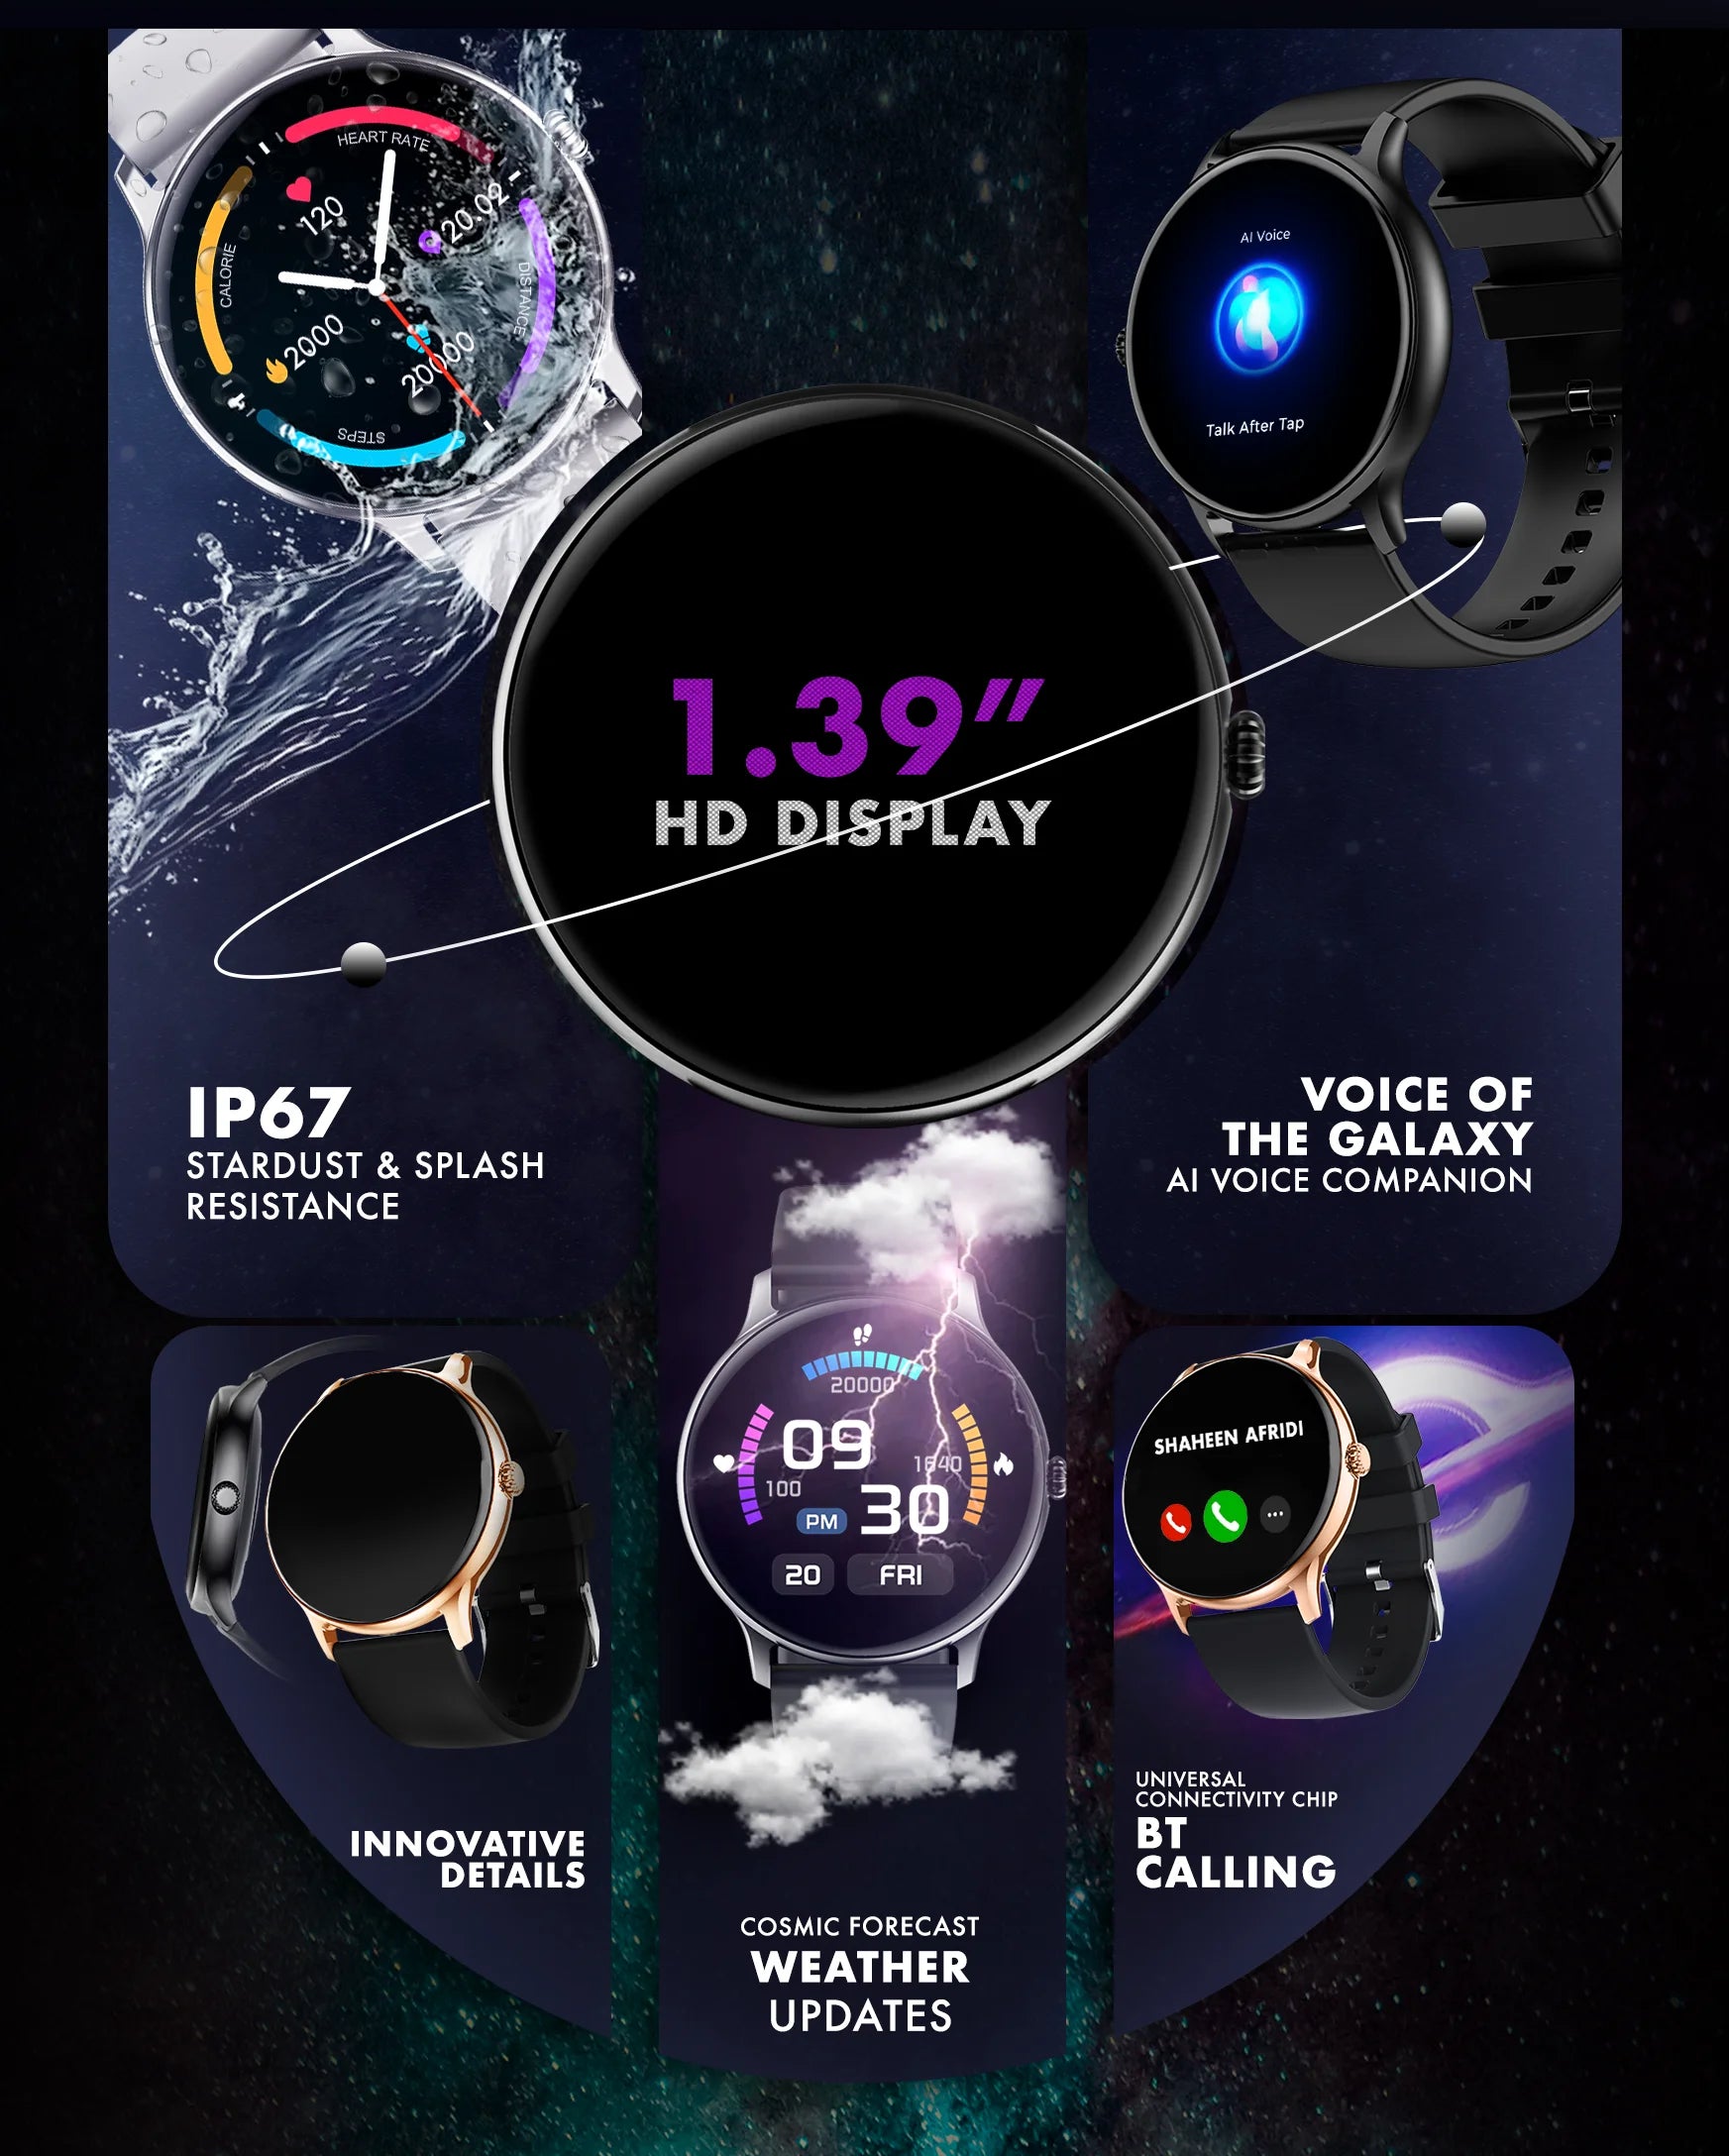 HEART RATE
120
20.02
CALORIE
DISTANCE
2000
20000
STEPS
AI Voice
Talk After Tap
1.39”
HD DISPLAY
IP67
STARDUST & SPLASH
RESISTANCE
VOICE OF
THE GALAXY
AI VOICE COMPANION
20000
09
1640
100
PM
30
20
FRI
SHAHEEN AFRIDI
INNOVATIVE
DETAILS
COSMIC FORECAST
WEATHER
UPDATES
UNIVERSAL
CONNECTIVITY CHIP
BT
CALLING